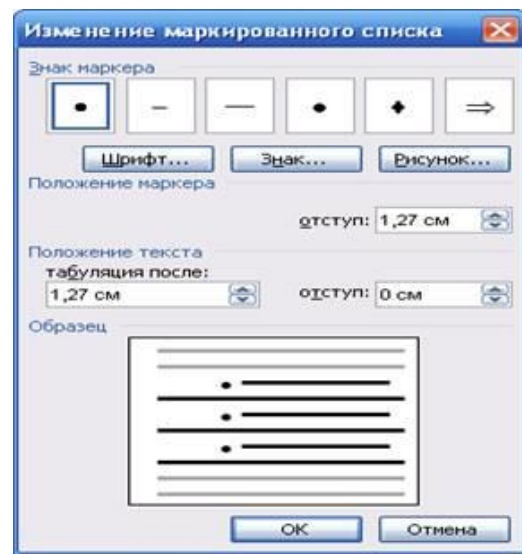 Изменение маркированного списка
Знак маркера
Шрифт... Знак... Рисунок...
Положение маркера
отступ: 1,27 см
Положение текста
табуляция после:
1,27 см отступ: 0 см
Образец
ОК Отмена